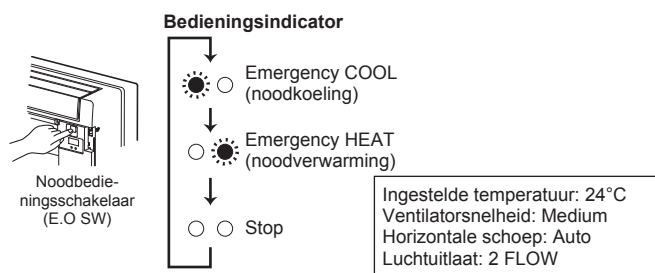 Bedieningsindicator
Emergency COOL
(noodkoeling)
Emergency HEAT
(noodverwarming)
Stop
Noodbedie-
ningsschakelaar
(E.O SW)
Ingestelde temperatuur: 24°C
Ventilatorsnelheid: Medium
Horizontale schoep: Auto
Luchtuitlaat: 2 FLOW